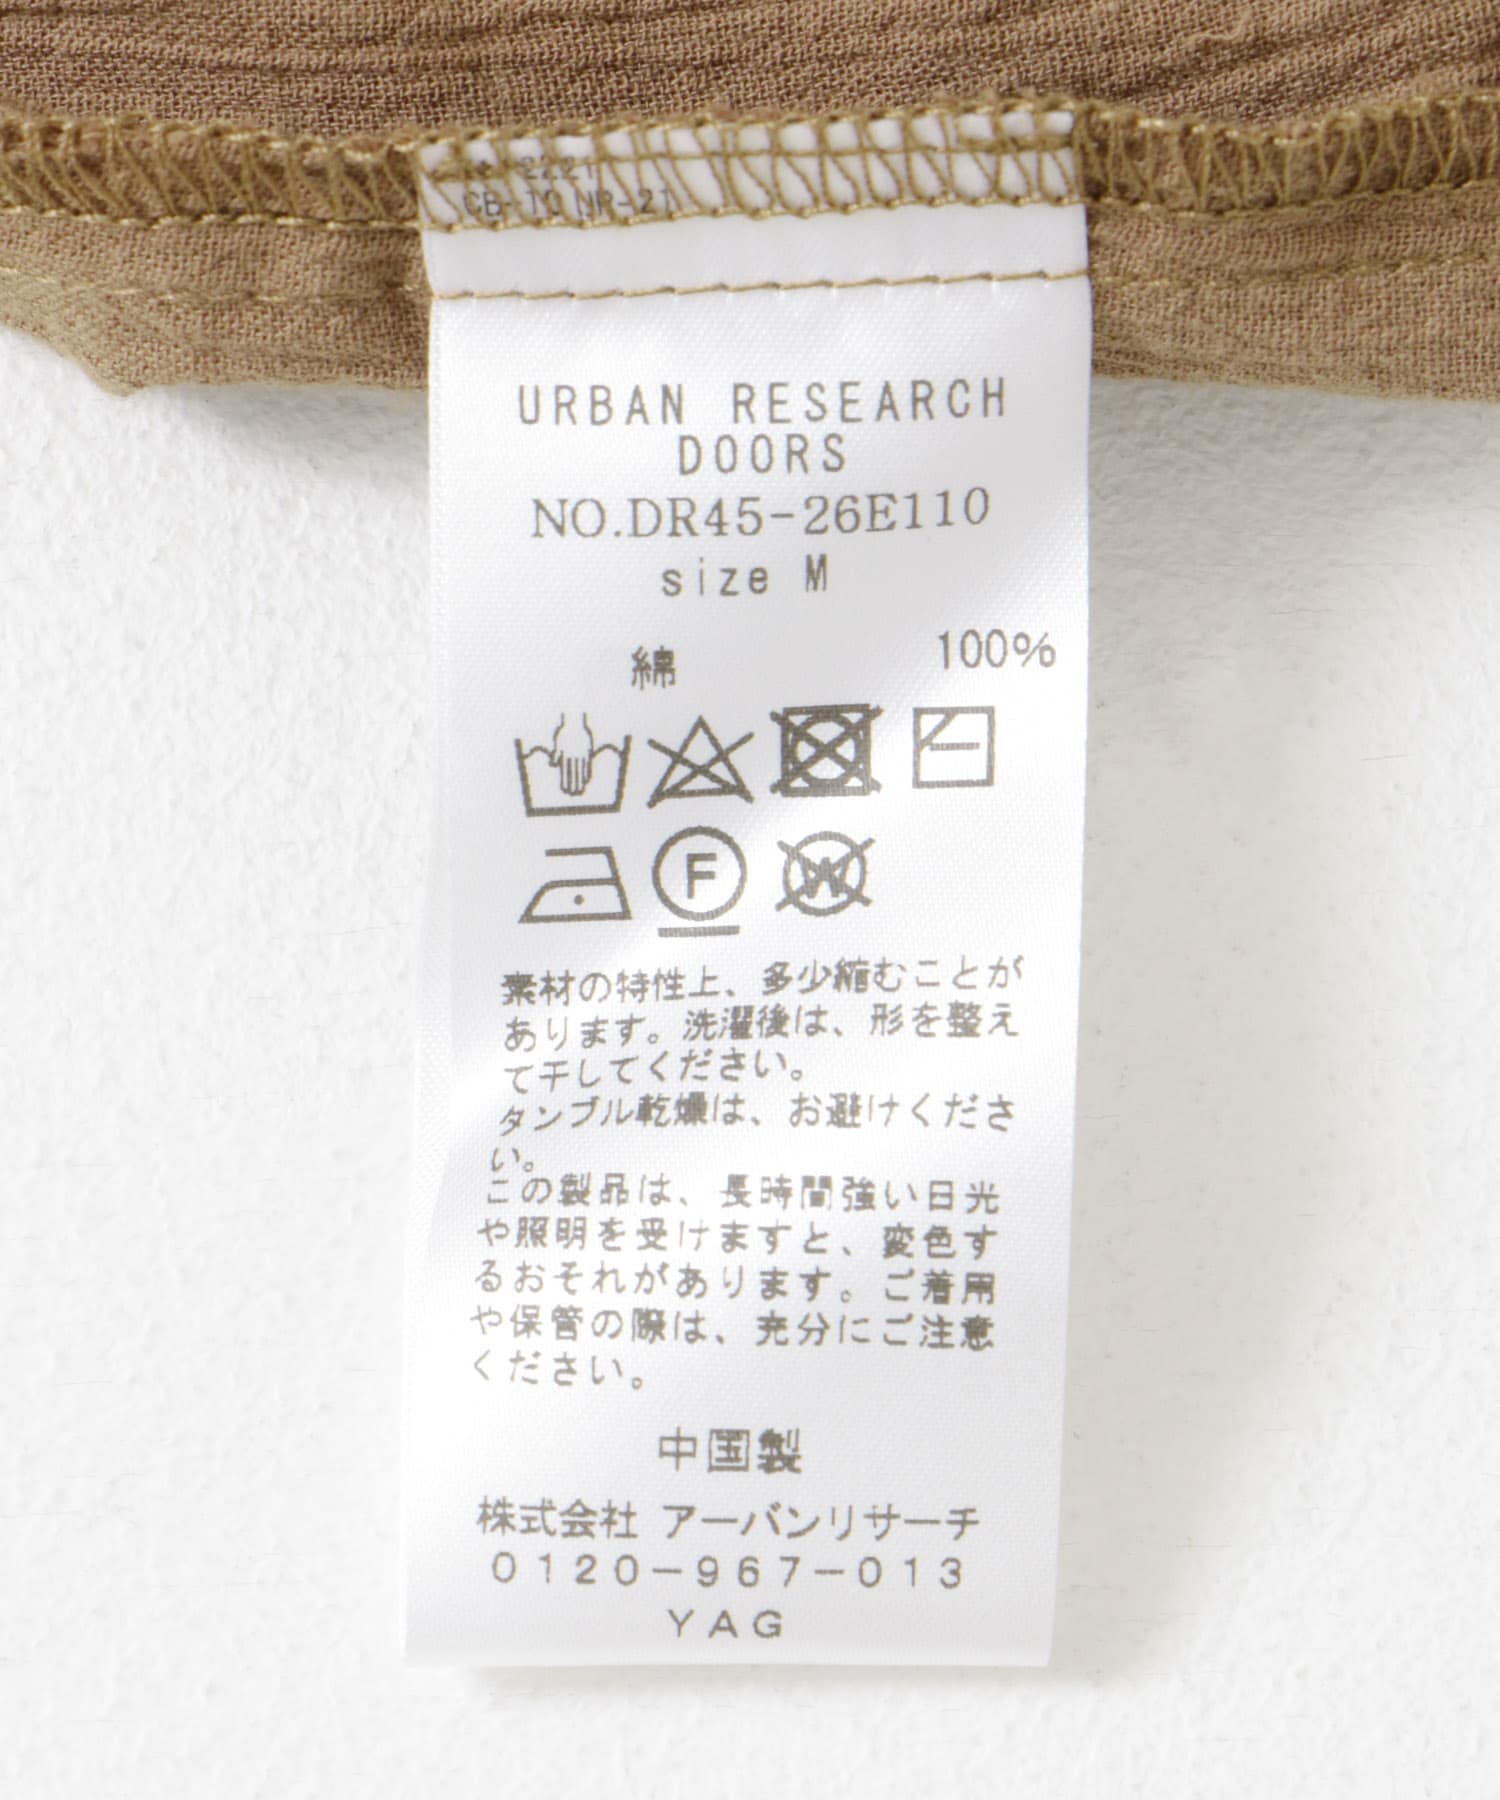 URBAN RESEARCH
DOORS
NO.DR45-26E110
size M
綿 100%
F
W
素材の特性上、多少縮むことが
あります。洗濯後は、形を整え
て干してください。
タンブル乾燥は、お避けくださ
い。
この製品は、長時間強い日光
や照明を受けますと、変色す
るおそれがあります。ご着用
や保管の際は、充分にご注意
ください。
中国製
株式会社 アーバンリサーチ
0120-967-013
YAG